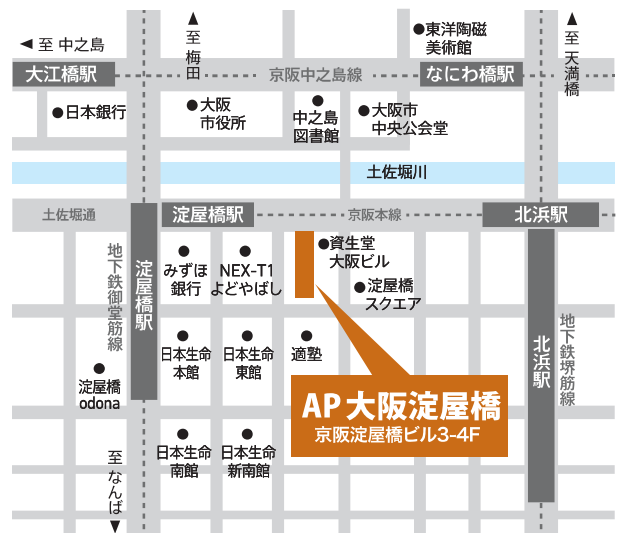 至 中之島
至 梅田
東洋陶磁
美術館
至 天満橋
大江橋駅
京阪中之島線
なにわ橋駅
日本銀行
大阪
市役所
中之島
図書館
大阪市
中央公会堂
土佐堀川
土佐堀通
淀屋橋駅
京阪本線
北浜駅
地下鉄御堂筋線
淀屋橋駅
みずほ
銀行
NEX-T1
よどやばし
資生堂
大阪ビル
淀屋橋
スクエア
日本生命
本館
日本生命
東館
適塾
北浜駅
地下鉄堺筋線
淀屋橋
odona
AP 大阪淀屋橋
京阪淀屋橋ビル3-4F
日本生命
南館
日本生命
新南館
至 なんば